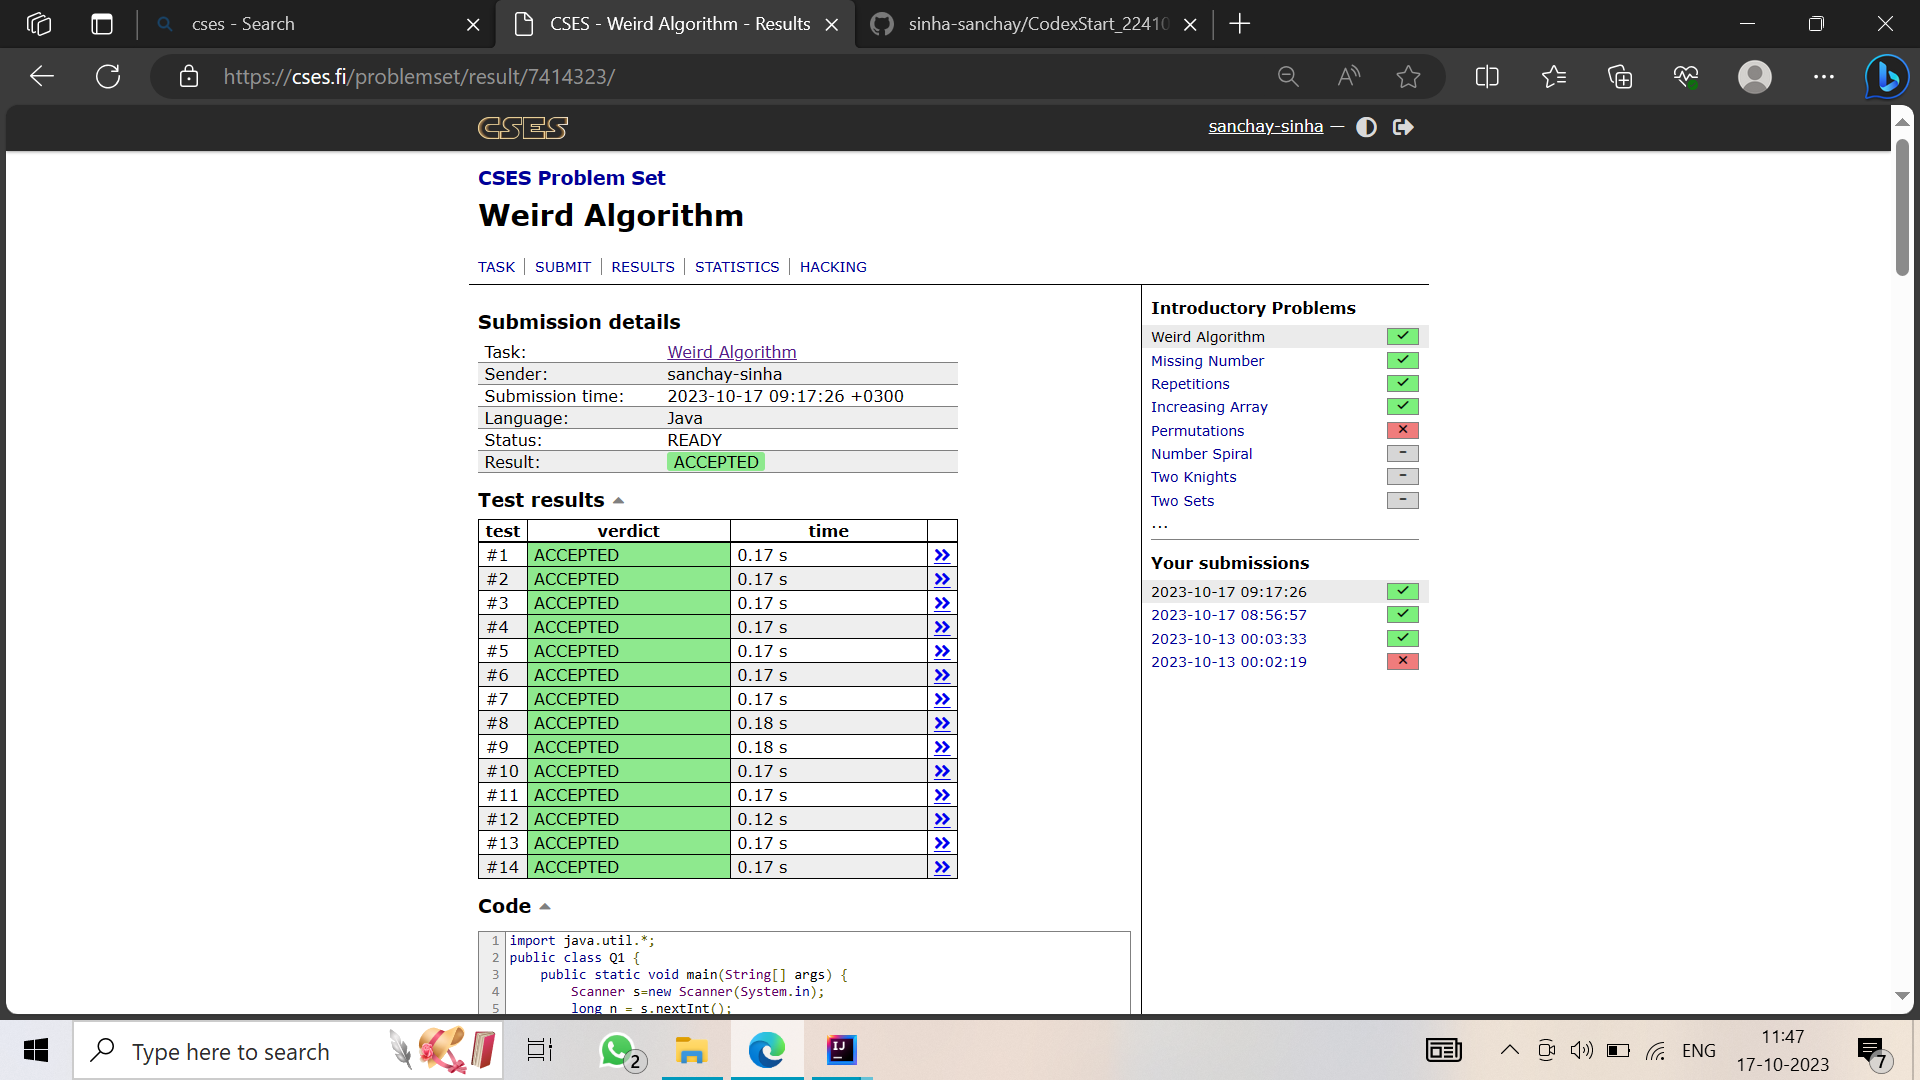 cses - Search
CSES - Weird Algorithm - Results
sinha-sanchay/CodexStart_22410
https://cses.fi/problemset/result/7414323/
CSES
sanchay-sinha —
CSES Problem Set
Weird Algorithm
TASK | SUBMIT | RESULTS | STATISTICS | HACKING
Submission details
Task: Weird Algorithm
Sender: sanchay-sinha
Submission time: 2023-10-17 09:17:26 +0300
Language: Java
Status: READY
Result: ACCEPTED
Test results
test verdict time
#1 ACCEPTED 0.17 s »
#2 ACCEPTED 0.17 s »
#3 ACCEPTED 0.17 s »
#4 ACCEPTED 0.17 s »
#5 ACCEPTED 0.17 s »
#6 ACCEPTED 0.17 s »
#7 ACCEPTED 0.17 s »
#8 ACCEPTED 0.18 s »
#9 ACCEPTED 0.18 s »
#10 ACCEPTED 0.17 s »
#11 ACCEPTED 0.17 s »
#12 ACCEPTED 0.12 s »
#13 ACCEPTED 0.17 s »
#14 ACCEPTED 0.17 s »
Code
1 import java.util.*;
2 public class Q1 {
3 public static void main(String[] args) {
4 Scanner s=new Scanner(System.in);
5 long n = s.nextInt();
Introductory Problems
Weird Algorithm
Missing Number
Repetitions
Increasing Array
Permutations
Number Spiral
Two Knights
Two Sets
...
Your submissions
2023-10-17 09:17:26
2023-10-17 08:56:57
2023-10-13 00:03:33
2023-10-13 00:02:19
Type here to search
2
IJ
ENG
11:47
17-10-2023
7